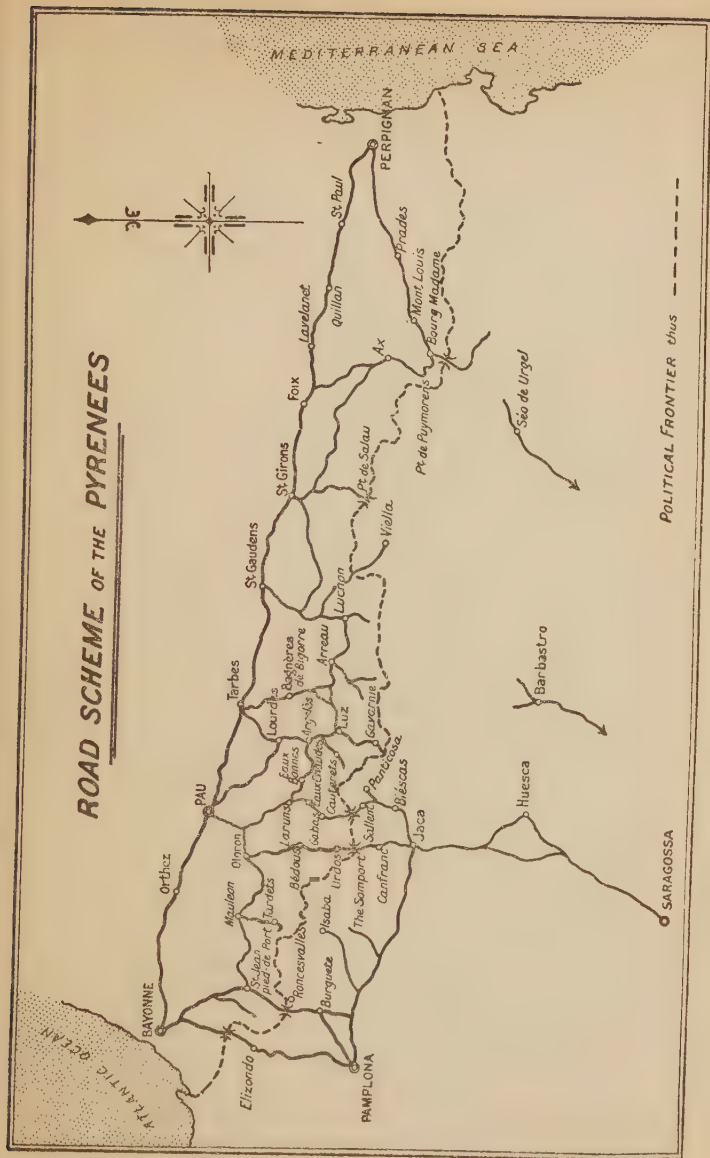 ROAD SCHEME OF THE PYRENEES
MEDITERRANEAN SEA
ATLANTIC OCEAN
BAYONNE
Orthez
PAU
Tarbes
St Gaudens
St Girons
Foix
Lavelanet
Quillan
St Paul
PERPIGNAN
Prades
Mont Louis
Bourg Madame
Ax
Pt de Puymorens
Pt de Salau
Viella
Luchon
Arreau
Bagnères
de Bigorre
Lourdes
Argelès
Luz
Gavarnie
Cauterets
Eaux
Bonnes
Eaux Chaudes
Laruns
Gabas
Oloron
Bédous
Urdos
Mauleon
Tardets
St Jean
pied-de Port
Roncesvalles
Burguete
Elizondo
PAMPLONA
Isaba
The Somport
Canfranc
Sallent
Panticosa
Biéscas
Jaca
Huesca
SARAGOSSA
Barbastro
Séo de Urgel
POLITICAL FRONTIER thus